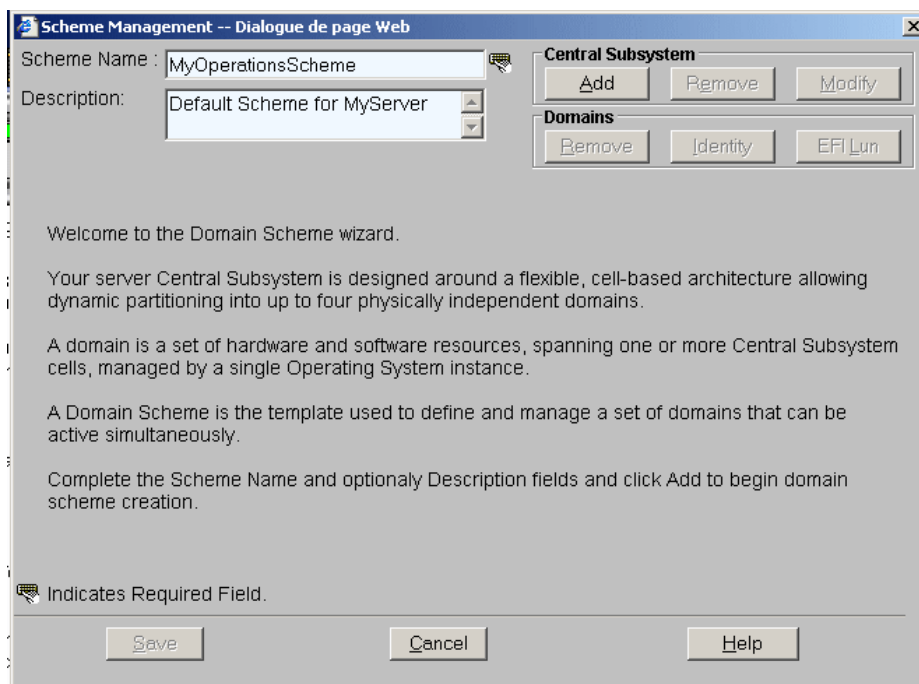 Scheme Management -- Dialogue de page Web
Scheme Name : MyOperationsScheme
Description: Default Scheme for MyServer
Central Subsystem
Add Remove Modify
Domains
Remove Identity EFI Lun
Welcome to the Domain Scheme wizard.
Your server Central Subsystem is designed around a flexible, cell-based architecture allowing
dynamic partitioning into up to four physically independent domains.
A domain is a set of hardware and software resources, spanning one or more Central Subsystem
cells, managed by a single Operating System instance.
A Domain Scheme is the template used to define and manage a set of domains that can be
active simultaneously.
Complete the Scheme Name and optionaly Description fields and click Add to begin domain
scheme creation.
Indicates Required Field.
Save Cancel Help